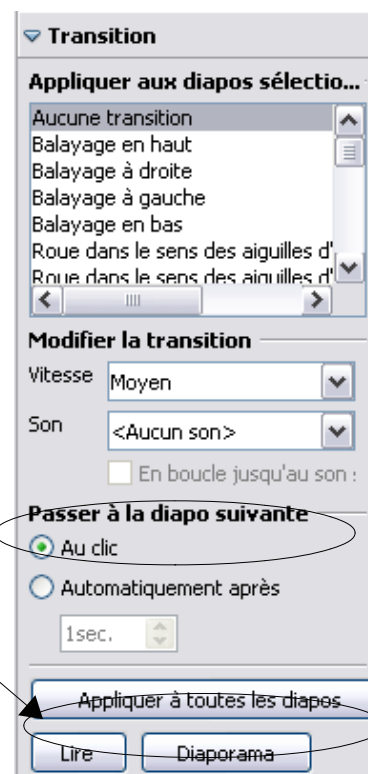 Transition
Appliquer aux diapos sélectio...
Aucune transition
Balayage en haut
Balayage à droite
Balayage à gauche
Balayage en bas
Roue dans le sens des aiguilles d'
Roue dans le sens des aiguilles d'
Modifier la transition
Vitesse Moyen
Son <Aucun son>
En boucle jusqu'au son :
Passer à la diapo suivante
Au clic
Automatiquement après
1sec.
Appliquer à toutes les diapos
Lire Diaporama